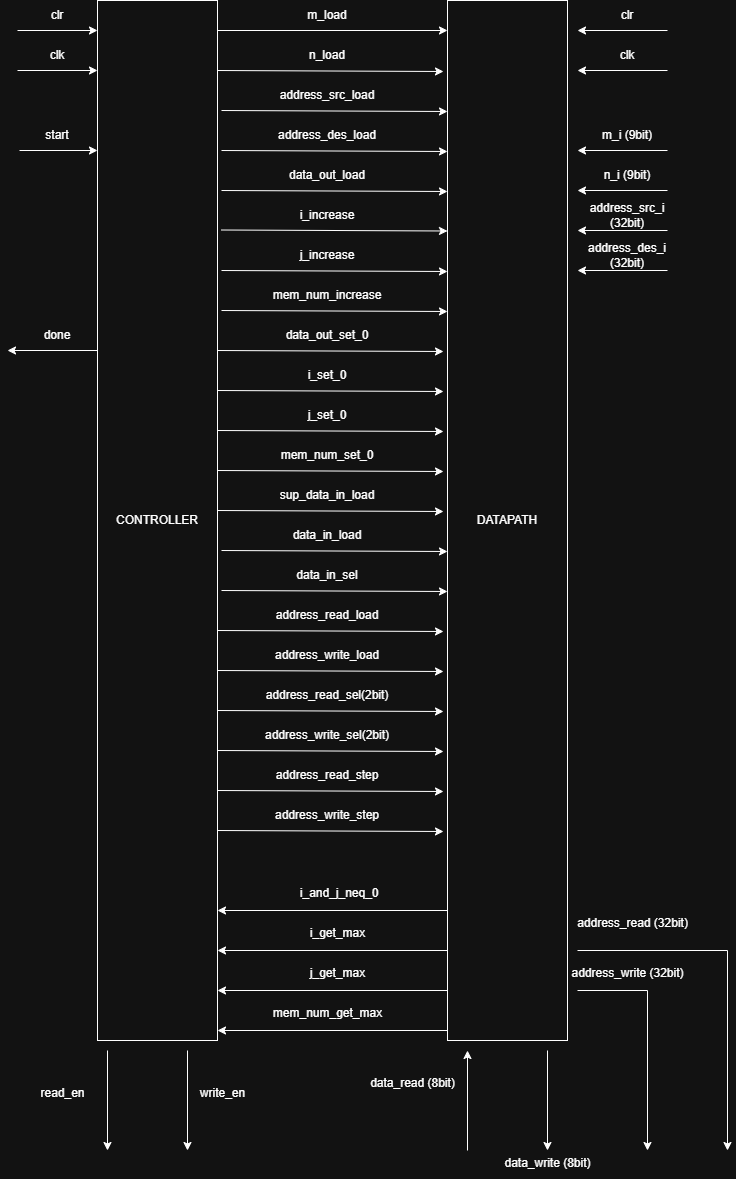 clr
m_load
clr
clk
n_load
clk
address_src_load
start
address_des_load
m_i (9bit)
data_out_load
n_i (9bit)
i_increase
address_src_i
(32bit)
j_increase
address_des_i
(32bit)
mem_num_increase
done
data_out_set_0
i_set_0
j_set_0
mem_num_set_0
sup_data_in_load
CONTROLLER
DATAPATH
data_in_load
data_in_sel
address_read_load
address_write_load
address_read_sel(2bit)
address_write_sel(2bit)
address_read_step
address_write_step
i_and_j_neq_0
address_read (32bit)
i_get_max
j_get_max
address_write (32bit)
mem_num_get_max
read_en
write_en
data_read (8bit)
data_write (8bit)